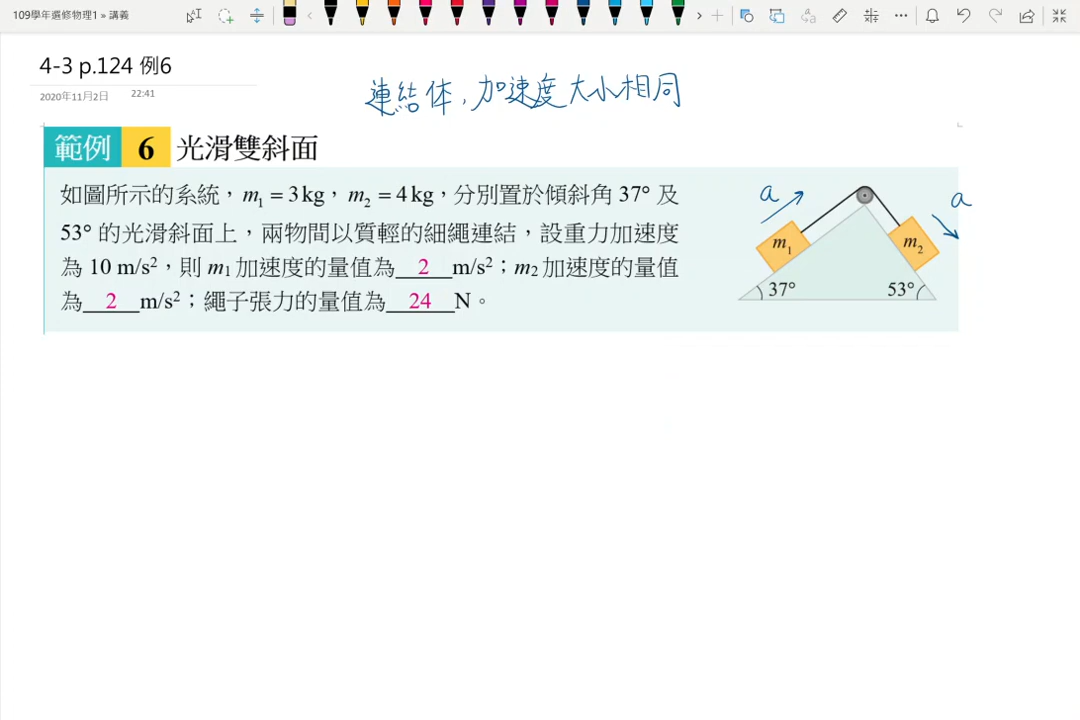 109學年選修物理1 » 講義
4-3 p.124 例6
2020年11月2日 22:41
連結体，加速度大小相同
範例 6 光滑雙斜面
如圖所示的系統，m₁ = 3 kg，m₂ = 4 kg，分別置於傾斜角 37° 及
53° 的光滑斜面上，兩物間以質輕的細繩連結，設重力加速度
為 10 m/s²，則 m₁ 加速度的量值為 2 m/s²；m₂ 加速度的量值
為 2 m/s²；繩子張力的量值為 24 N。
a
a
m₁
m₂
37°
53°